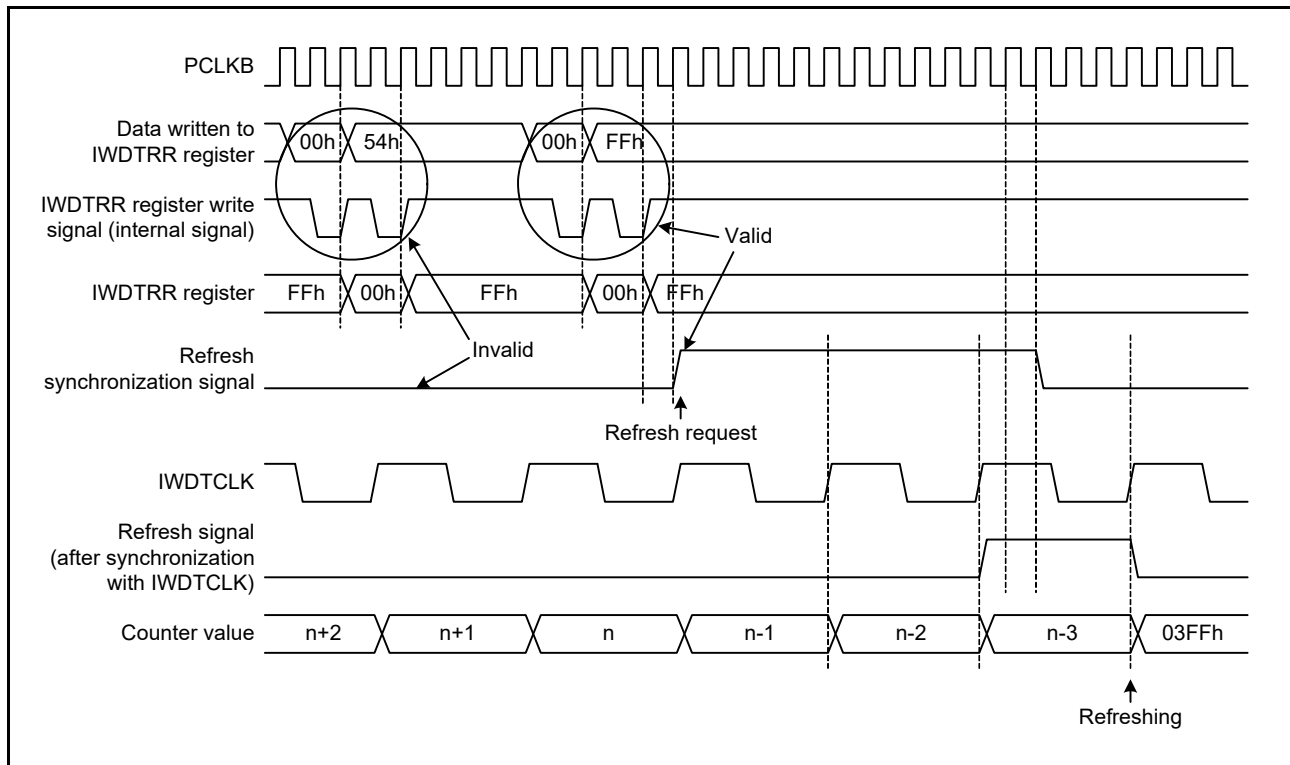 PCLKB
Data written to
IWDTRR register
00h 54h 00h FFh
IWDTRR register write
signal (internal signal)
Valid
IWDTRR register
FFh 00h FFh 00h FFh
Invalid
Refresh
synchronization signal
Refresh request
IWDTCLK
Refresh signal
(after synchronization
with IWDTCLK)
Counter value
n+2 n+1 n n-1 n-2 n-3 03FFh
Refreshing